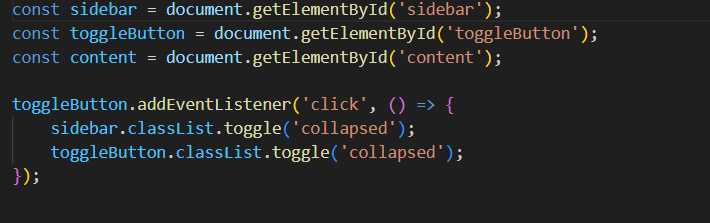 const sidebar = document.getElementById('sidebar');
const toggleButton = document.getElementById('toggleButton');
const content = document.getElementById('content');

toggleButton.addEventListener('click', () => {
    sidebar.classList.toggle('collapsed');
    toggleButton.classList.toggle('collapsed');
});